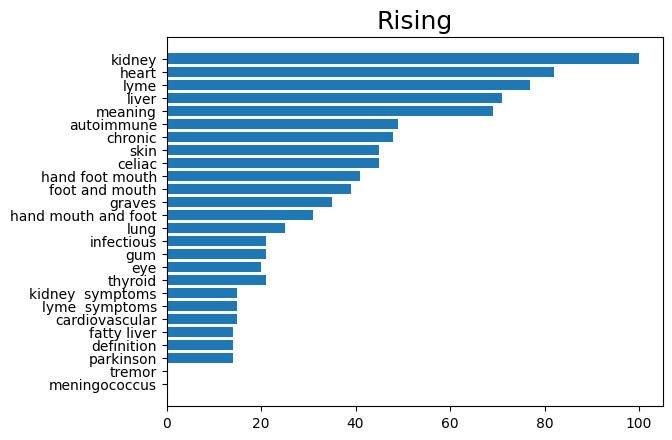 Rising
kidney
heart
lyme
liver
meaning
autoimmune
chronic
skin
celiac
hand foot mouth
foot and mouth
graves
hand mouth and foot
lung
infectious
gum
eye
thyroid
kidney  symptoms
lyme  symptoms
cardiovascular
fatty liver
definition
parkinson
tremor
meningococcus
0 20 40 60 80 100